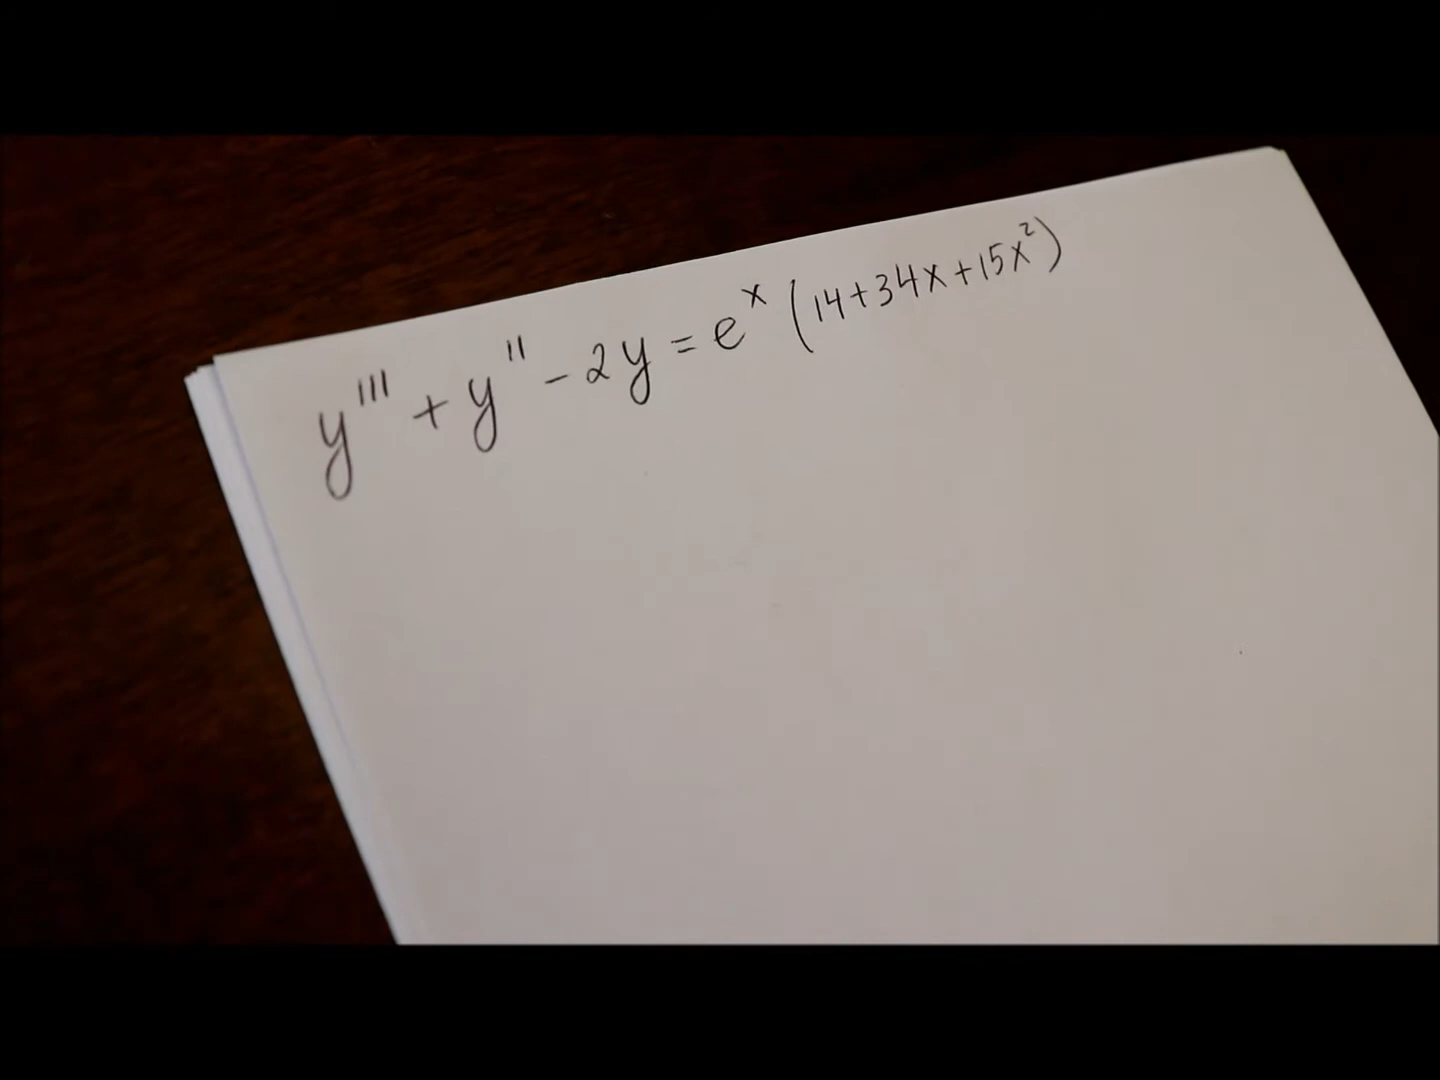 y''' + y'' - 2y = e^x (14+34x+15x^2)